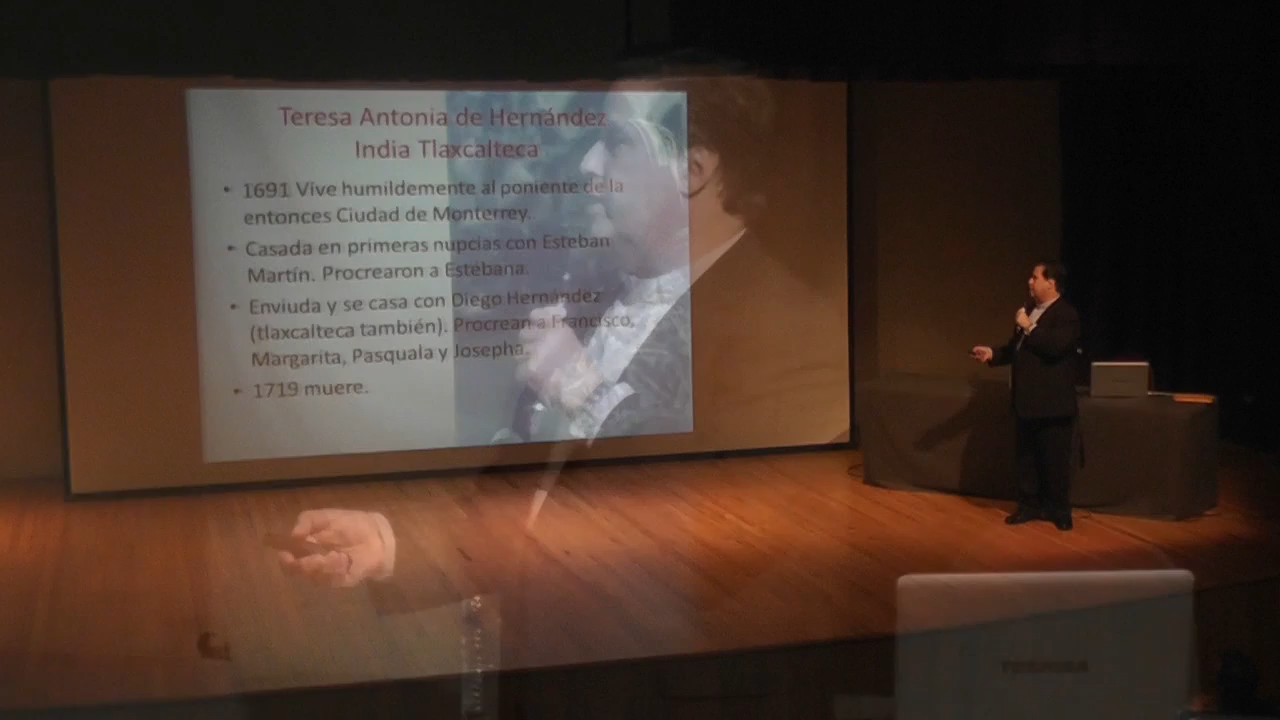 Teresa Antonia de Hernández
India Tlaxcalteca
• 1691 Vive humildemente al poniente de la
entonces Ciudad de Monterrey.
• Casada en primeras nupcias con Esteban
Martín. Procrearon a Estébana.
• Enviuda y se casa con Diego Hernández
(tlaxcalteca también). Procrean a Francisco,
Margarita, Pasquala y Josepha.
• 1719 muere.
TOSHIBA